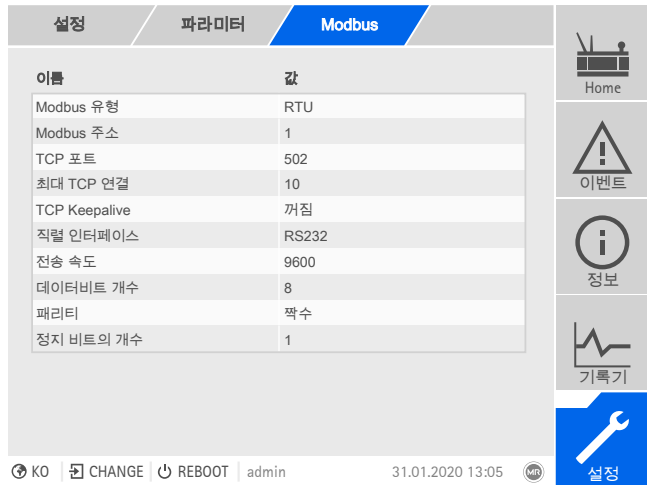 설정 파라미터 Modbus
이름 값
Modbus 유형 RTU
Modbus 주소 1
TCP 포트 502
최대 TCP 연결 10
TCP Keepalive 꺼짐
직렬 인터페이스 RS232
전송 속도 9600
데이터비트 개수 8
패리티 짝수
정지 비트의 개수 1
Home
이벤트
정보
기록기
설정
KO CHANGE REBOOT admin 31.01.2020 13:05 MR